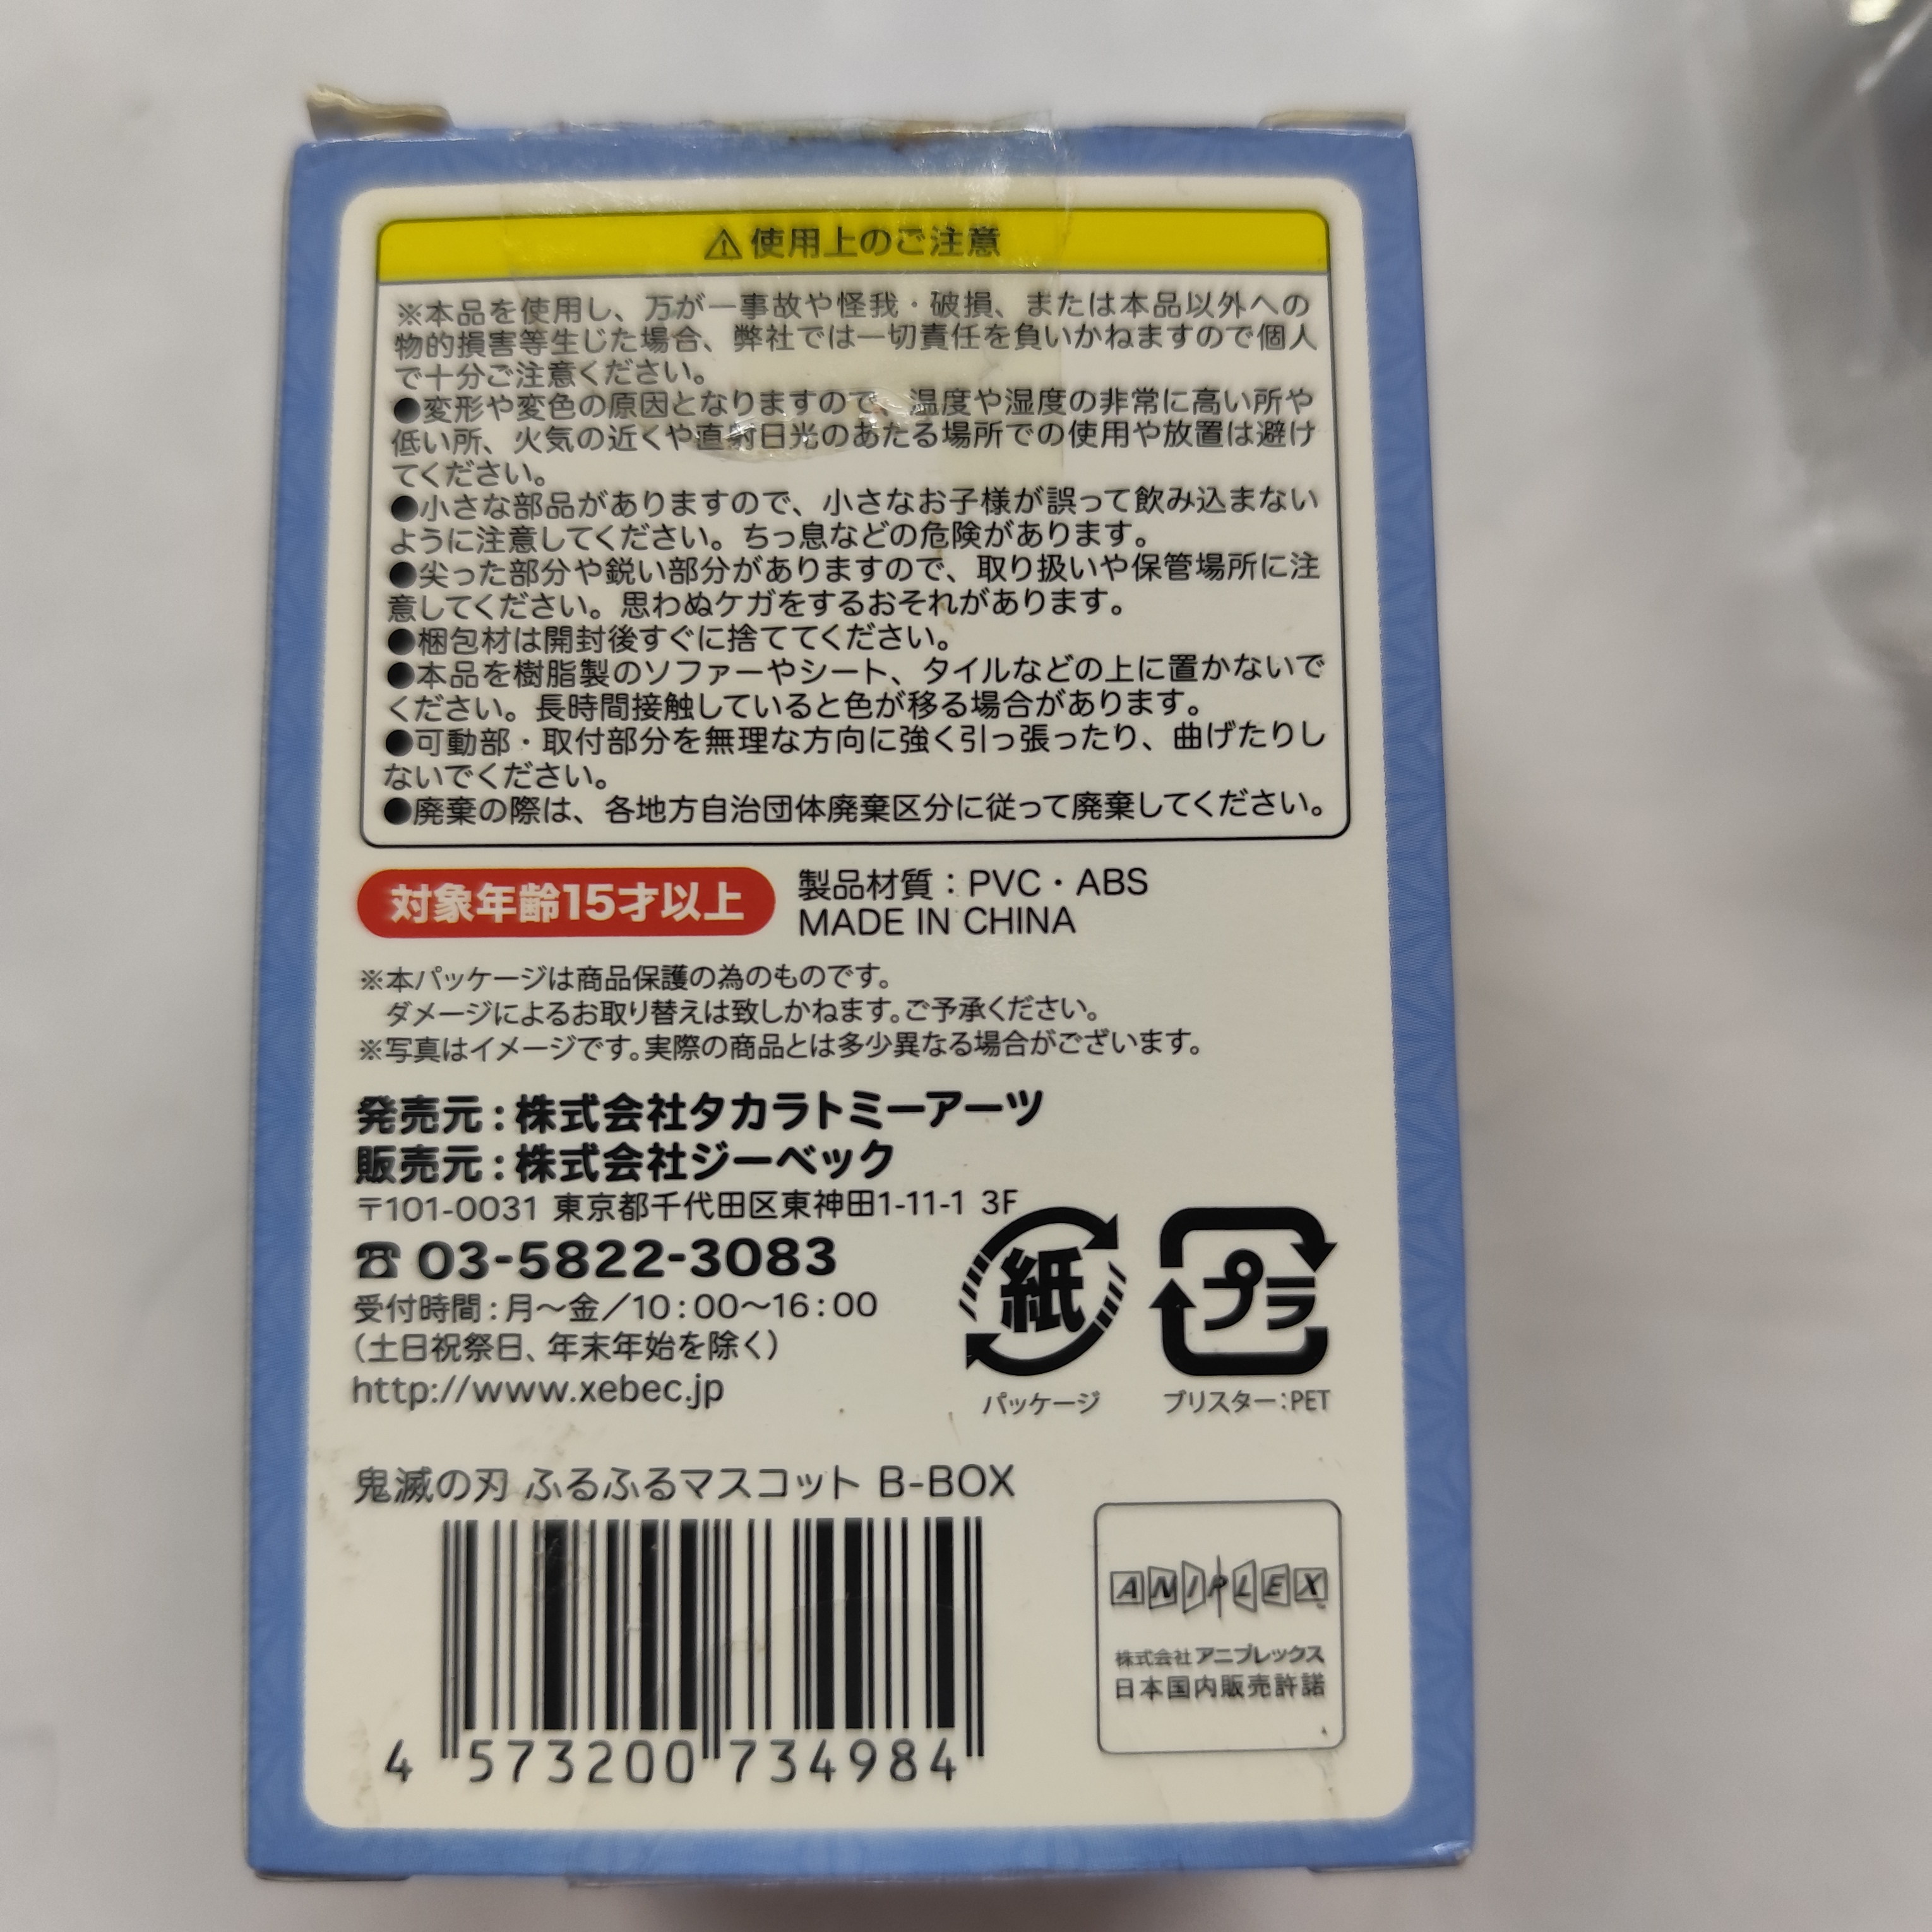 ⚠使用上のご注意
※本品を使用し、万が一事故や怪我・破損、または本品以外への
物的損害等生じた場合、弊社では一切責任を負いかねますので個人
で十分ご注意ください。
●変形や変色の原因となりますので、温度や湿度の非常に高い所や
低い所、火気の近くや直射日光のあたる場所での使用や放置は避け
てください。
●小さな部品がありますので、小さなお子様が誤って飲み込まない
ように注意してください。ちっ息などの危険があります。
●尖った部分や鋭い部分がありますので、取り扱いや保管場所に注
意してください。思わぬケガをするおそれがあります。
●梱包材は開封後すぐに捨ててください。
●本品を樹脂製のソファーやシート、タイルなどの上に置かないで
ください。長時間接触していると色が移る場合があります。
●可動部・取付部分を無理な方向に強く引っ張ったり、曲げたりし
ないでください。
●廃棄の際は、各地方自治団体廃棄区分に従って廃棄してください。
対象年齢15才以上
製品材質：PVC・ABS
MADE IN CHINA
※本パッケージは商品保護の為のものです。
ダメージによるお取り替えは致しかねます。ご予承ください。
※写真はイメージです。実際の商品とは多少異なる場合がございます。
発売元：株式会社タカラトミーアーツ
販売元：株式会社ジーベック
〒101-0031 東京都千代田区東神田1-11-1 3F
☎ 03-5822-3083
受付時間：月～金／10：00～16：00
（土日祝祭日、年末年始を除く）
http://www.xebec.jp
紙
パッケージ
プラ
ブリスター：PET
鬼滅の刃 ふるふるマスコット B-BOX
4 573200 734984
ANIPLEX
株式会社アニプレックス
日本国内販売許諾